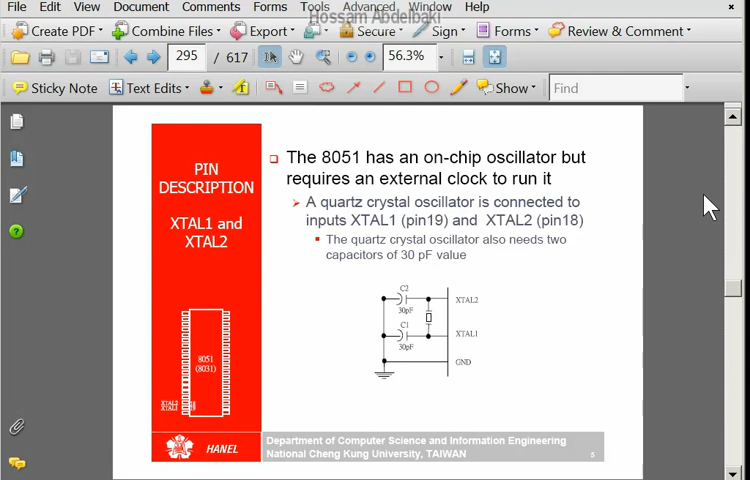 File Edit View Document Comments Forms Tools Advanced Window Help
Hossam Abdelbaki
Create PDF Combine Files Export Secure Sign Forms Review & Comment
295 / 617 56.3%
Sticky Note Text Edits Show Find
PIN
DESCRIPTION
XTAL1 and
XTAL2
The 8051 has an on-chip oscillator but
requires an external clock to run it
A quartz crystal oscillator is connected to
inputs XTAL1 (pin19) and XTAL2 (pin18)
The quartz crystal oscillator also needs two
capacitors of 30 pF value
C2
30pF
XTAL2
C1
30pF
XTAL1
GND
8051
(8031)
XTAL2
XTAL1
HANEL
Department of Computer Science and Information Engineering
National Cheng Kung University, TAIWAN
5